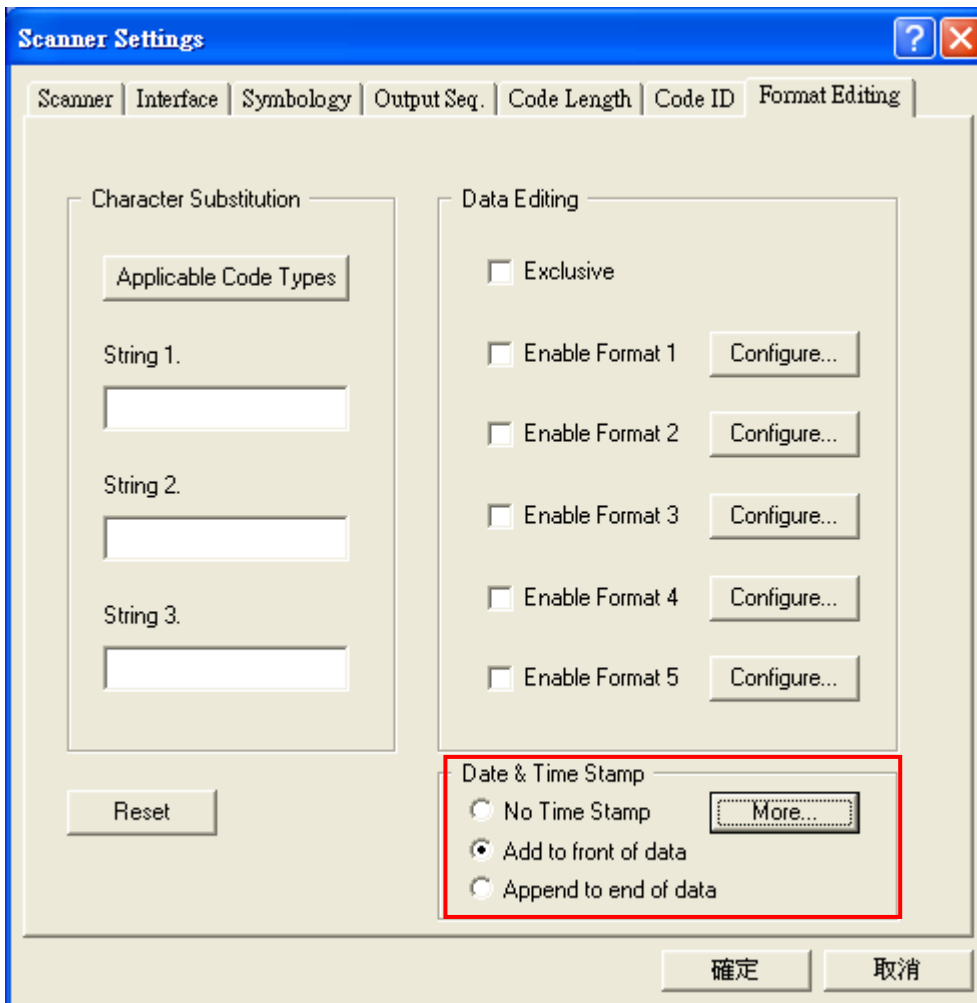 Scanner Settings
Scanner Interface Symbology Output Seq. Code Length Code ID Format Editing
Character Substitution
Applicable Code Types
String 1.
String 2.
String 3.
Reset
Data Editing
Exclusive
Enable Format 1 Configure...
Enable Format 2 Configure...
Enable Format 3 Configure...
Enable Format 4 Configure...
Enable Format 5 Configure...
Date & Time Stamp
No Time Stamp More...
Add to front of data
Append to end of data
確定 取消